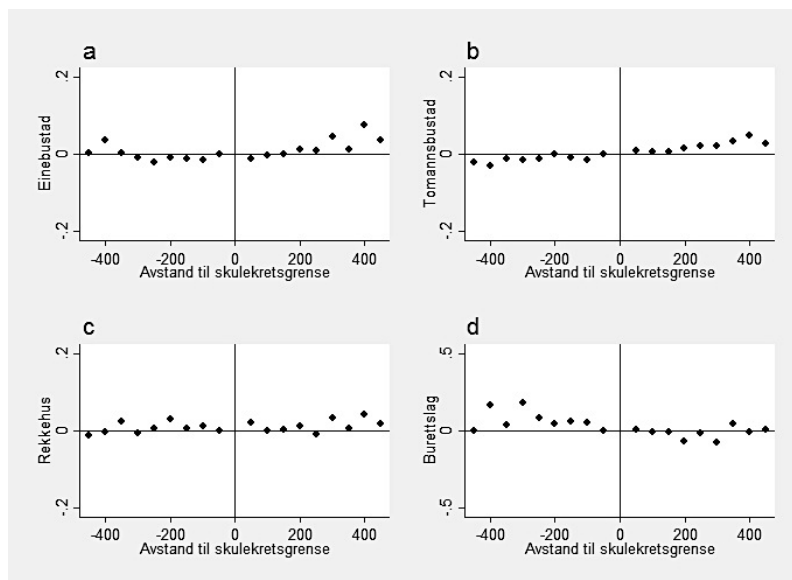 a
.2
0
-.2
Einebustad
-400 -200 0 200 400
Avstand til skulekretsgrense
b
.2
0
-.2
Tomannsbustad
-400 -200 0 200 400
Avstand til skulekretsgrense
c
.2
0
-.2
Rekkehus
-400 -200 0 200 400
Avstand til skulekretsgrense
d
.5
0
-.5
Burettslag
-400 -200 0 200 400
Avstand til skulekretsgrense